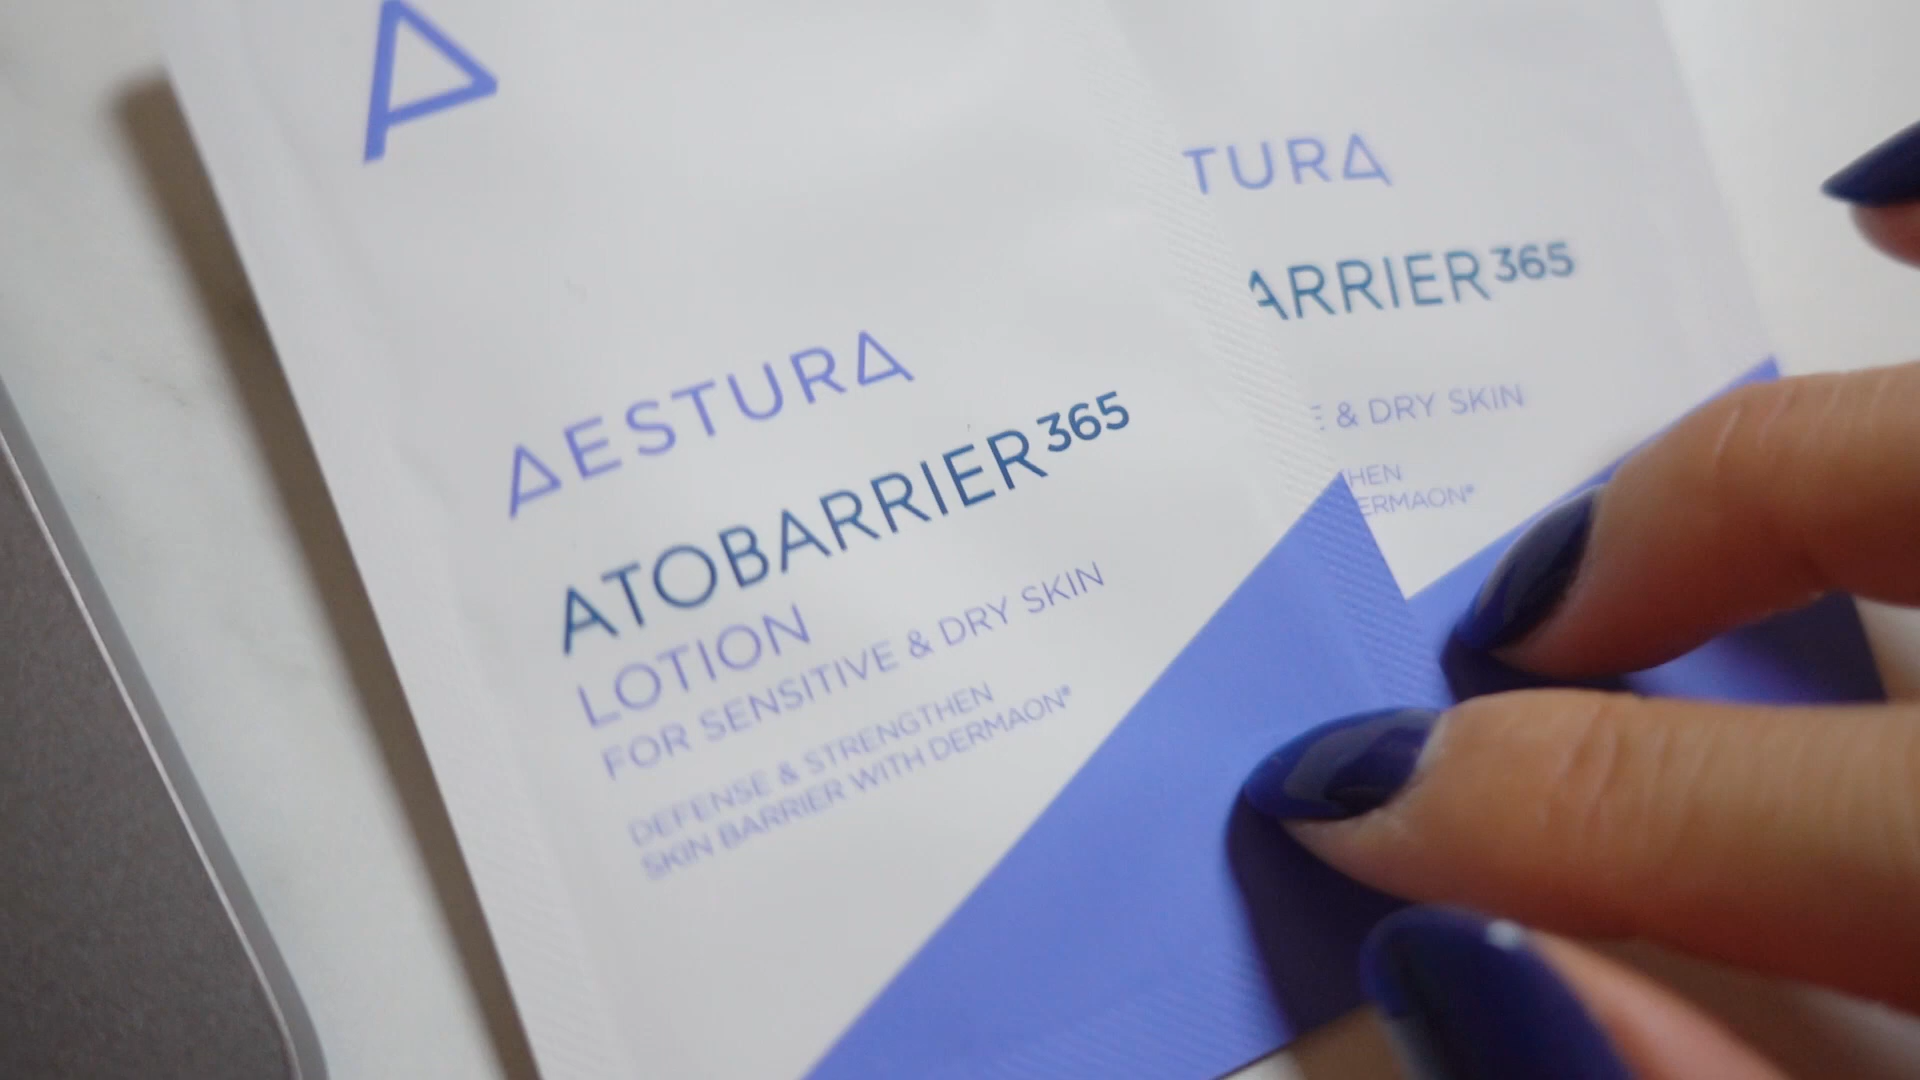 A
AESTURA
ATOBARRIER365
LOTION
FOR SENSITIVE & DRY SKIN
DEFENSE & STRENGTHEN
SKIN BARRIER WITH DERMAON®
TURA
ARRIER365
& DRY SKIN
HEN
ERMAON®